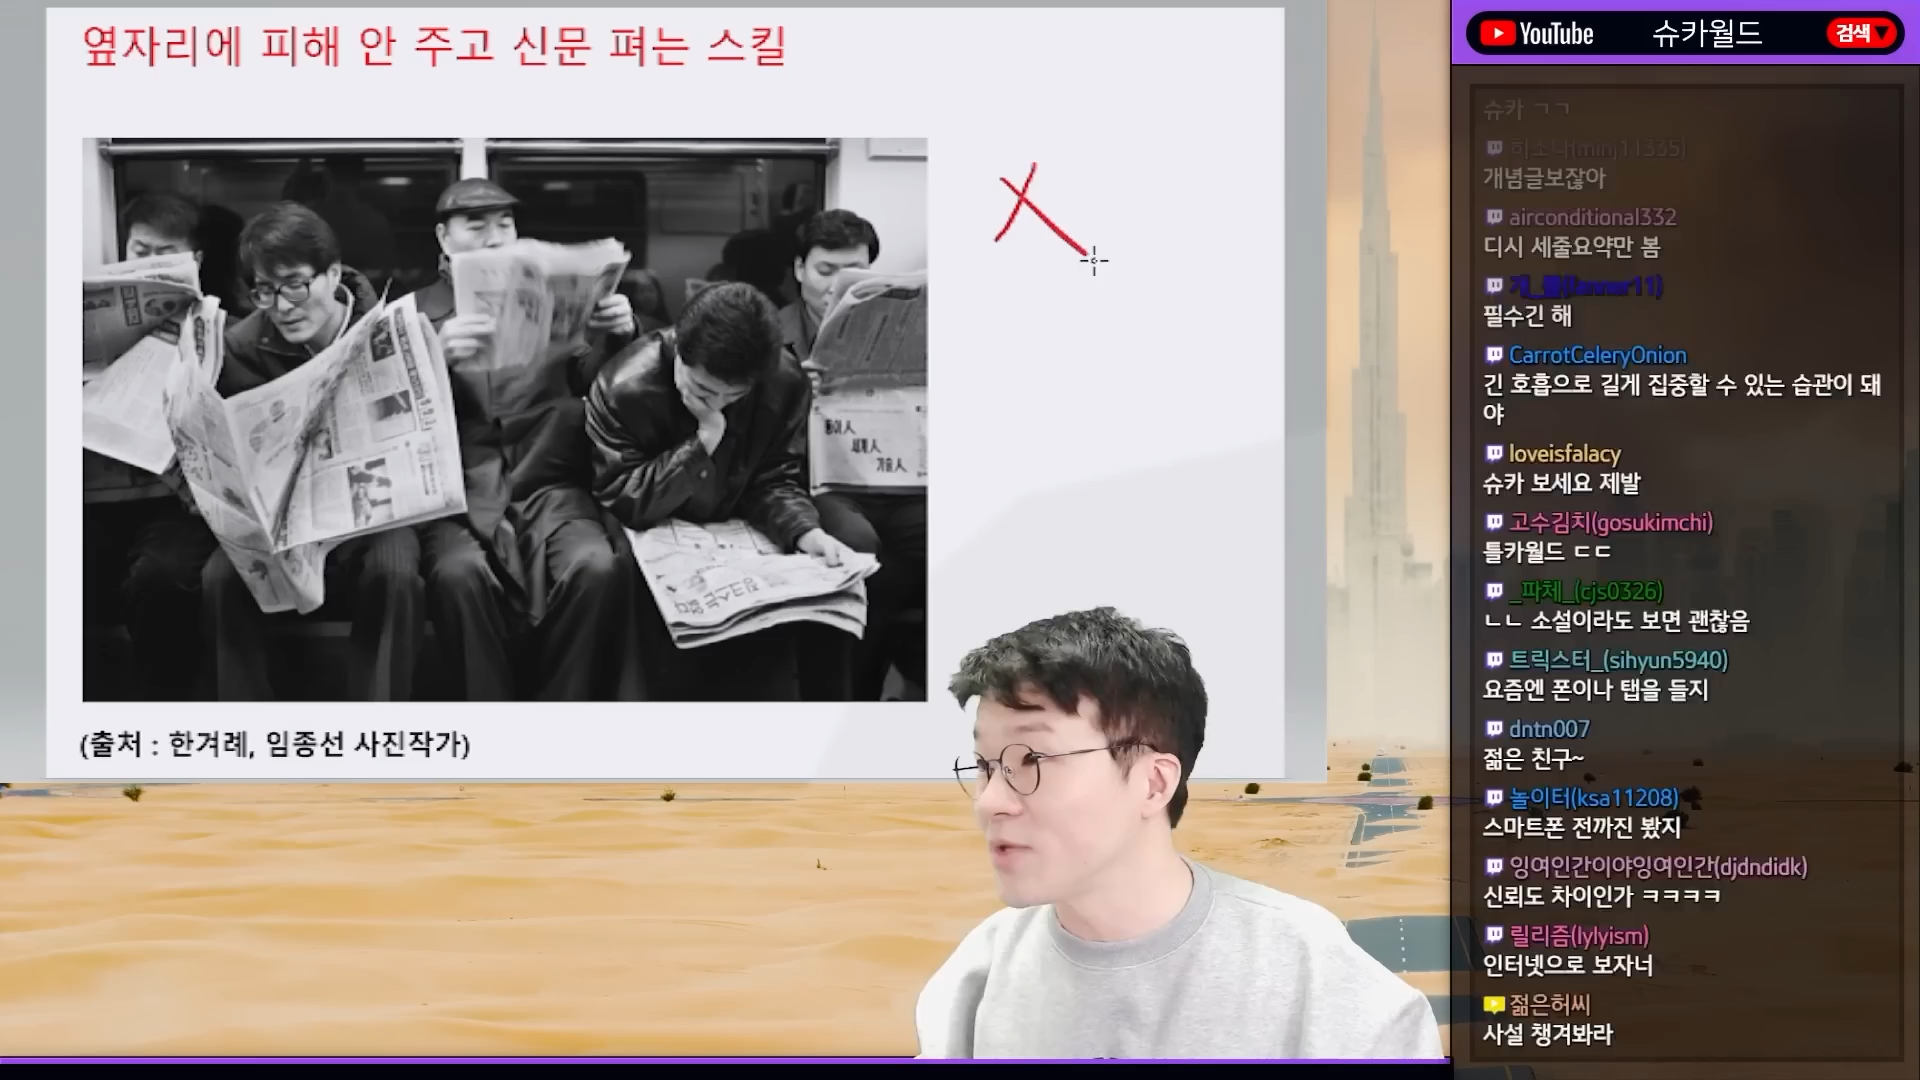 옆자리에 피해 안 주고 신문 펴는 스킬
(출처 : 한겨레, 임종선 사진작가)
YouTube 슈카월드 검색
슈카 ㄱㄱ
히소니(minj11335)
개념글보잖아
airconditional332
디시 세줄요약만 봄
필수긴 해
CarrotCeleryOnion
긴 호흡으로 길게 집중할 수 있는 습관이 돼
야
loveisfalacy
슈카 보세요 제발
고수김치(gosukimchi)
틀카월드 ㄷㄷ
_파체_(cjs0326)
ㄴㄴ 소설이라도 보면 괜찮음
트릭스터_(sihyun5940)
요즘엔 폰이나 탭을 들지
dntn007
젊은 친구~
놀이터(ksa11208)
스마트폰 전까진 봤지
잉여인간이야잉여인간(djdndidk)
신뢰도 차이인가 ㅋㅋㅋㅋ
릴리즘(lylyism)
인터넷으로 보자너
젊은허씨
사설 챙겨봐라